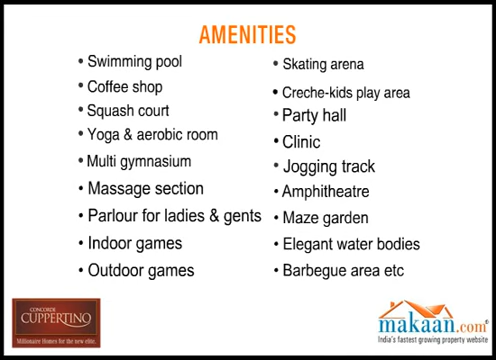 AMENITIES
• Swimming pool
• Coffee shop
• Squash court
• Yoga & aerobic room
• Multi gymnasium
• Massage section
• Parlour for ladies & gents
• Indoor games
• Outdoor games
• Skating arena
• Creche-kids play area
• Party hall
• Clinic
• Jogging track
• Amphitheatre
• Maze garden
• Elegant water bodies
• Barbegue area etc
CONCORDE
CUPPERTINO
Millionaire Homes for the new elite.
makaan.com
India's fastest growing property website